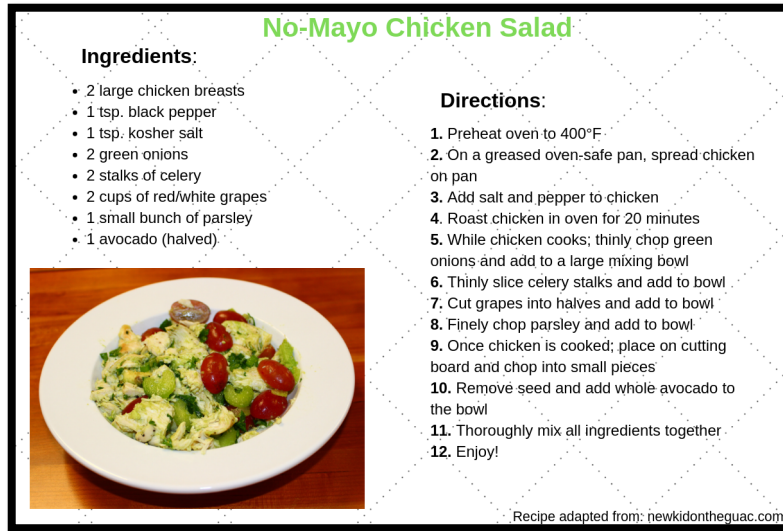 No-Mayo Chicken Salad
Ingredients:
2 large chicken breasts
1 tsp. black pepper
1 tsp. kosher salt
2 green onions
2 stalks of celery
2 cups of red/white grapes
1 small bunch of parsley
1 avocado (halved)
Directions:
1. Preheat oven to 400°F
2. On a greased oven-safe pan, spread chicken
on pan
3. Add salt and pepper to chicken
4. Roast chicken in oven for 20 minutes
5. While chicken cooks; thinly chop green
onions and add to a large mixing bowl
6. Thinly slice celery stalks and add to bowl
7. Cut grapes into halves and add to bowl
8. Finely chop parsley and add to bowl
9. Once chicken is cooked; place on cutting
board and chop into small pieces
10. Remove seed and add whole avocado to
the bowl
11. Thoroughly mix all ingredients together
12. Enjoy!
Recipe adapted from: newkidontheguac.com